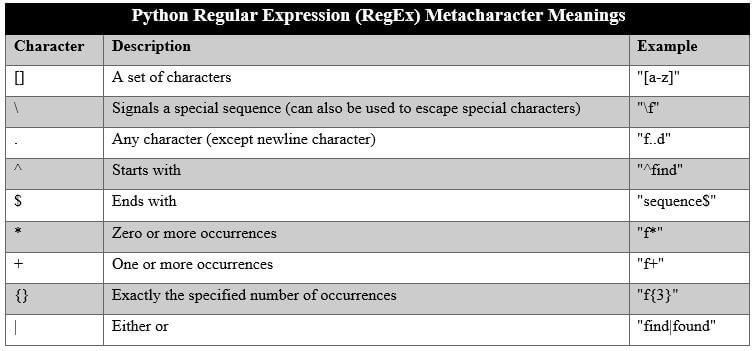 Python Regular Expression (RegEx) Metacharacter Meanings
Character Description Example
[] A set of characters "[a-z]"
\ Signals a special sequence (can also be used to escape special characters) "\f"
. Any character (except newline character) "f..d"
^ Starts with "^find"
$ Ends with "sequence$"
* Zero or more occurrences "f*"
+ One or more occurrences "f+"
{} Exactly the specified number of occurrences "f{3}"
| Either or "find|found"